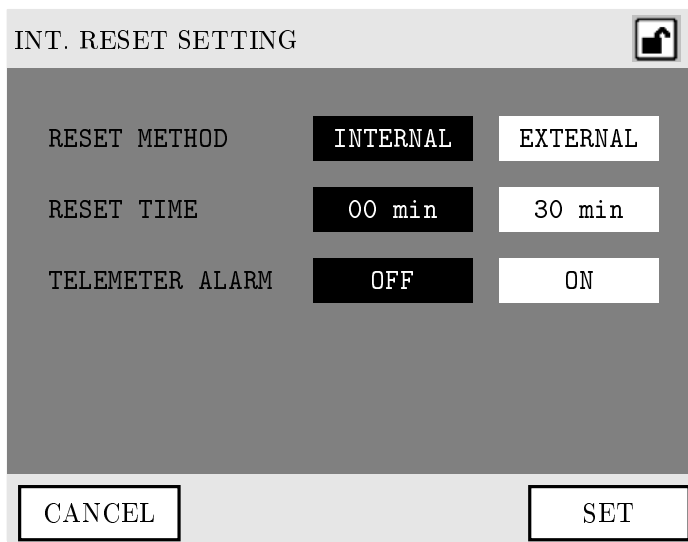 INT. RESET SETTING
RESET METHOD INTERNAL EXTERNAL
RESET TIME 00 min 30 min
TELEMETER ALARM OFF ON
CANCEL SET